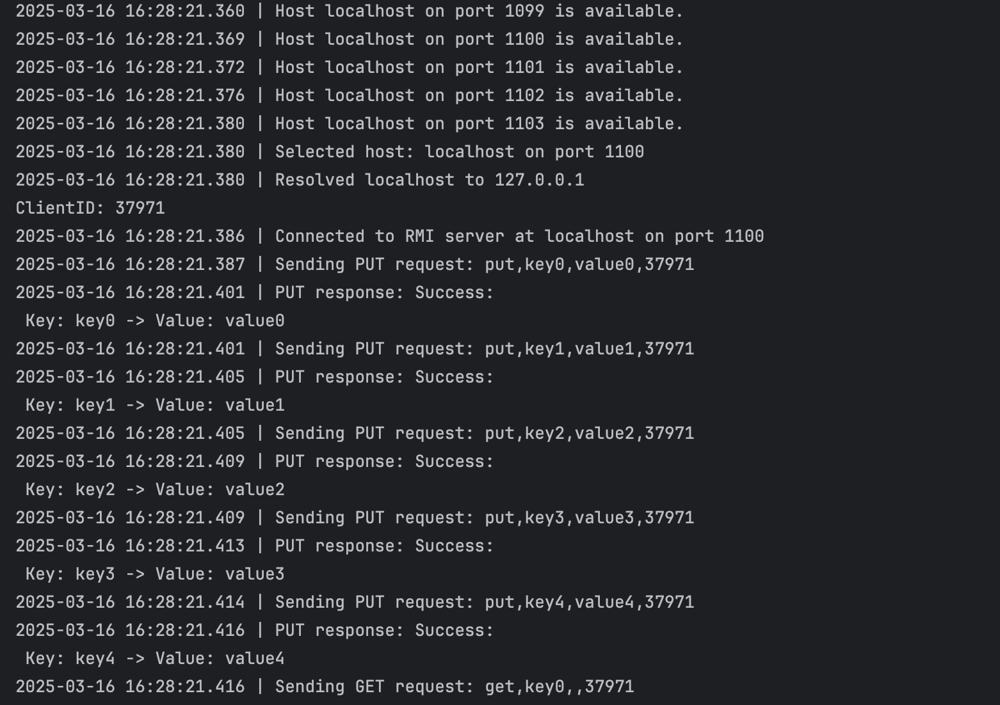 2025-03-16 16:28:21.360 | Host localhost on port 1099 is available.
2025-03-16 16:28:21.369 | Host localhost on port 1100 is available.
2025-03-16 16:28:21.372 | Host localhost on port 1101 is available.
2025-03-16 16:28:21.376 | Host localhost on port 1102 is available.
2025-03-16 16:28:21.380 | Host localhost on port 1103 is available.
2025-03-16 16:28:21.380 | Selected host: localhost on port 1100
2025-03-16 16:28:21.380 | Resolved localhost to 127.0.0.1
ClientID: 37971
2025-03-16 16:28:21.386 | Connected to RMI server at localhost on port 1100
2025-03-16 16:28:21.387 | Sending PUT request: put,key0,value0,37971
2025-03-16 16:28:21.401 | PUT response: Success:
 Key: key0 -> Value: value0
2025-03-16 16:28:21.401 | Sending PUT request: put,key1,value1,37971
2025-03-16 16:28:21.405 | PUT response: Success:
 Key: key1 -> Value: value1
2025-03-16 16:28:21.405 | Sending PUT request: put,key2,value2,37971
2025-03-16 16:28:21.409 | PUT response: Success:
 Key: key2 -> Value: value2
2025-03-16 16:28:21.409 | Sending PUT request: put,key3,value3,37971
2025-03-16 16:28:21.413 | PUT response: Success:
 Key: key3 -> Value: value3
2025-03-16 16:28:21.414 | Sending PUT request: put,key4,value4,37971
2025-03-16 16:28:21.416 | PUT response: Success:
 Key: key4 -> Value: value4
2025-03-16 16:28:21.416 | Sending GET request: get,key0,,37971